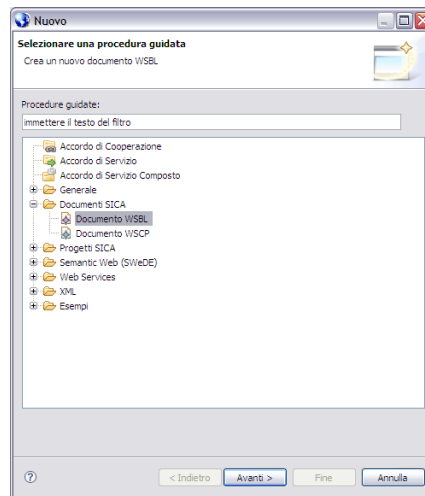 Nuovo
Selezionare una procedura guidata
Crea un nuovo documento WSBL
Procedure guidate:
immettere il testo del filtro
Accordo di Cooperazione
Accordo di Servizio
Accordo di Servizio Composto
Generale
Documenti SICA
Documento WSBL
Documento WSCP
Progetti SICA
Semantic Web (SWeDE)
Web Services
XML
Esempi
? < Indietro Avanti > Fine Annulla